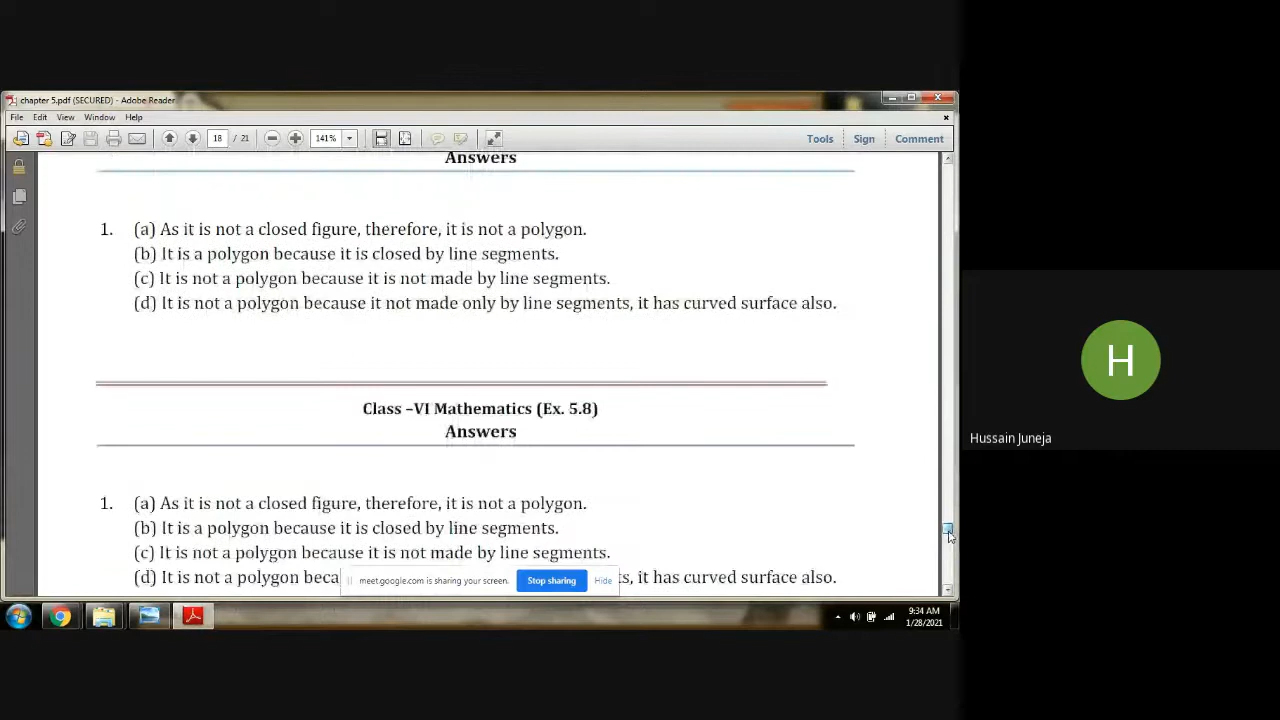 chapter 5.pdf (SECURED) - Adobe Reader
File Edit View Window Help
18 / 21 141% Tools Sign Comment
Answers
1. (a) As it is not a closed figure, therefore, it is not a polygon.
(b) It is a polygon because it is closed by line segments.
(c) It is not a polygon because it is not made by line segments.
(d) It is not a polygon because it not made only by line segments, it has curved surface also.
Class –VI Mathematics (Ex. 5.8)
Answers
1. (a) As it is not a closed figure, therefore, it is not a polygon.
(b) It is a polygon because it is closed by line segments.
(c) It is not a polygon because it is not made by line segments.
(d) It is not a polygon beca ts, it has curved surface also.
meet.google.com is sharing your screen. Stop sharing Hide
9:34 AM
1/28/2021
H
Hussain Juneja